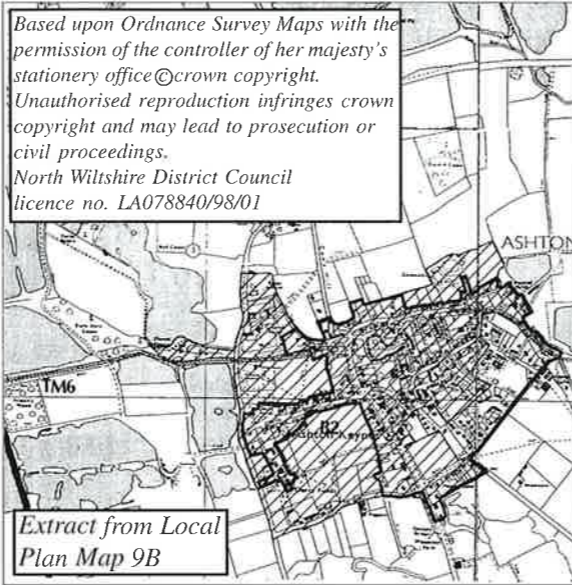 Based upon Ordnance Survey Maps with the
permission of the controller of her majesty's
stationery office ©crown copyright.
Unauthorised reproduction infringes crown
copyright and may lead to prosecution or
civil proceedings.
North Wiltshire District Council
licence no. LA078840/98/01
ASHTON
TM6
B2
Extract from Local
Plan Map 9B